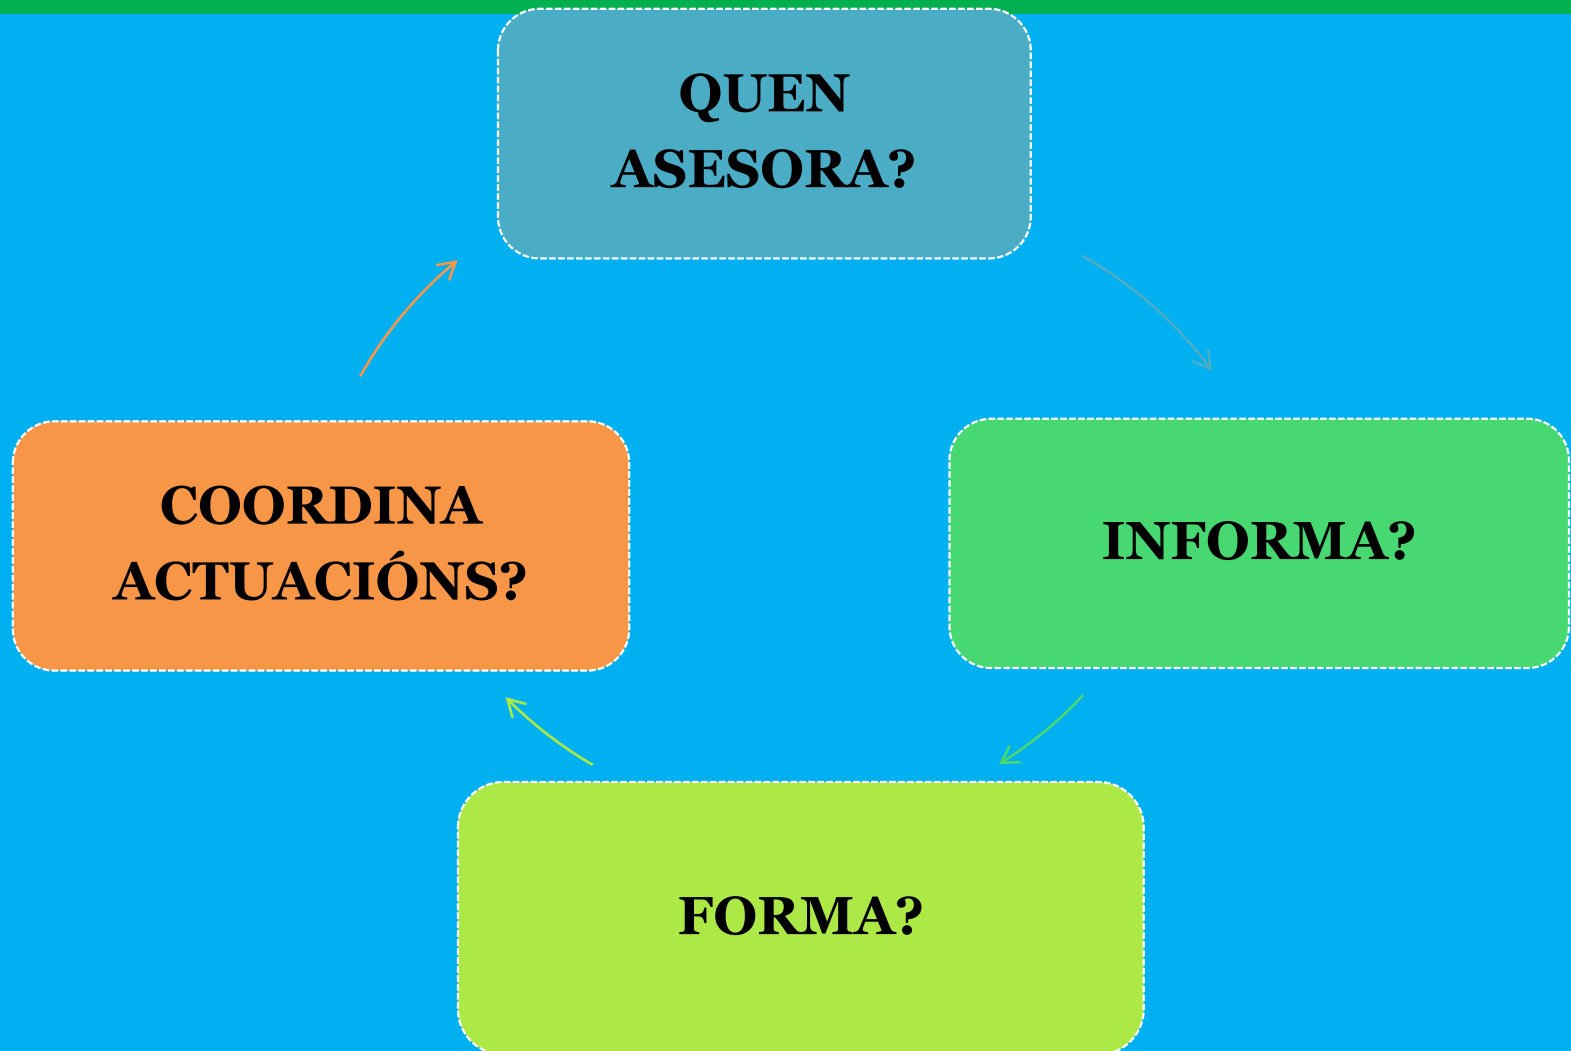 QUEN
ASESORA?
INFORMA?
FORMA?
COORDINA
ACTUACIÓNS?